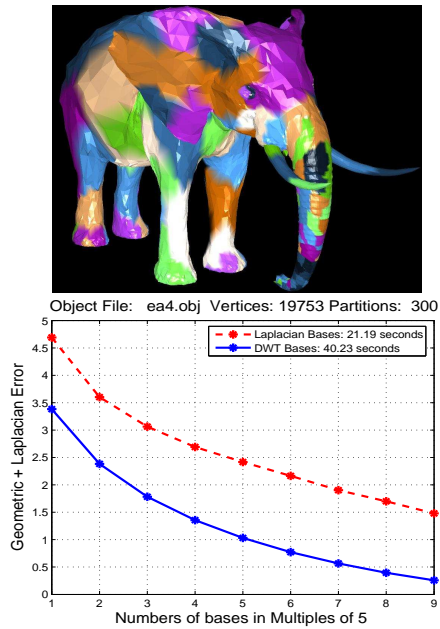 Object File: ea4.obj Vertices: 19753 Partitions: 300
Laplacian Bases: 21.19 seconds
DWT Bases: 40.23 seconds
Geometric + Laplacian Error
5
4.5
4
3.5
3
2.5
2
1.5
1
0.5
0
1 2 3 4 5 6 7 8 9
Numbers of bases in Multiples of 5